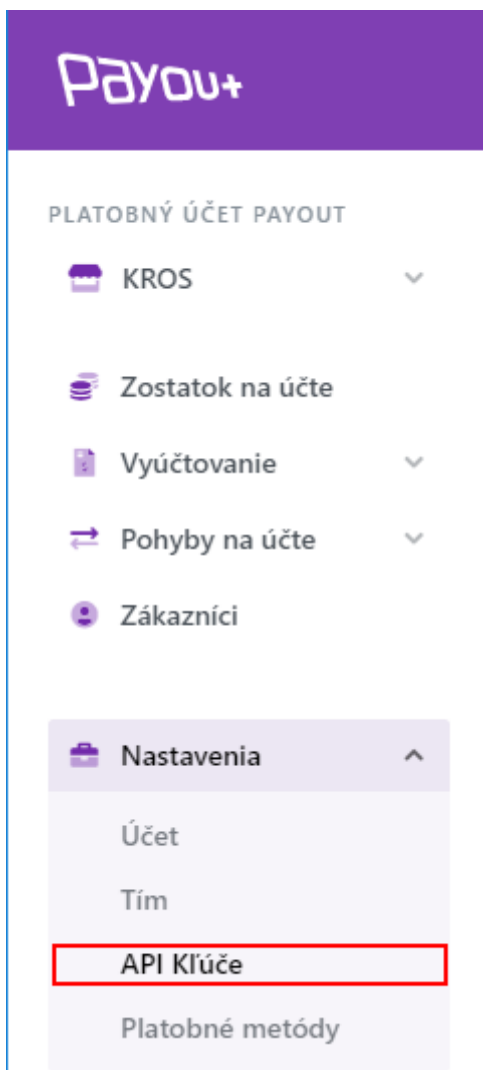 Payou+
PLATOBNÝ ÚČET PAYOUT
KROS
Zostatok na účte
Vyúčtovanie
Pohyby na účte
Zákazníci
Nastavenia
Účet
Tím
API Kľúče
Platobné metódy